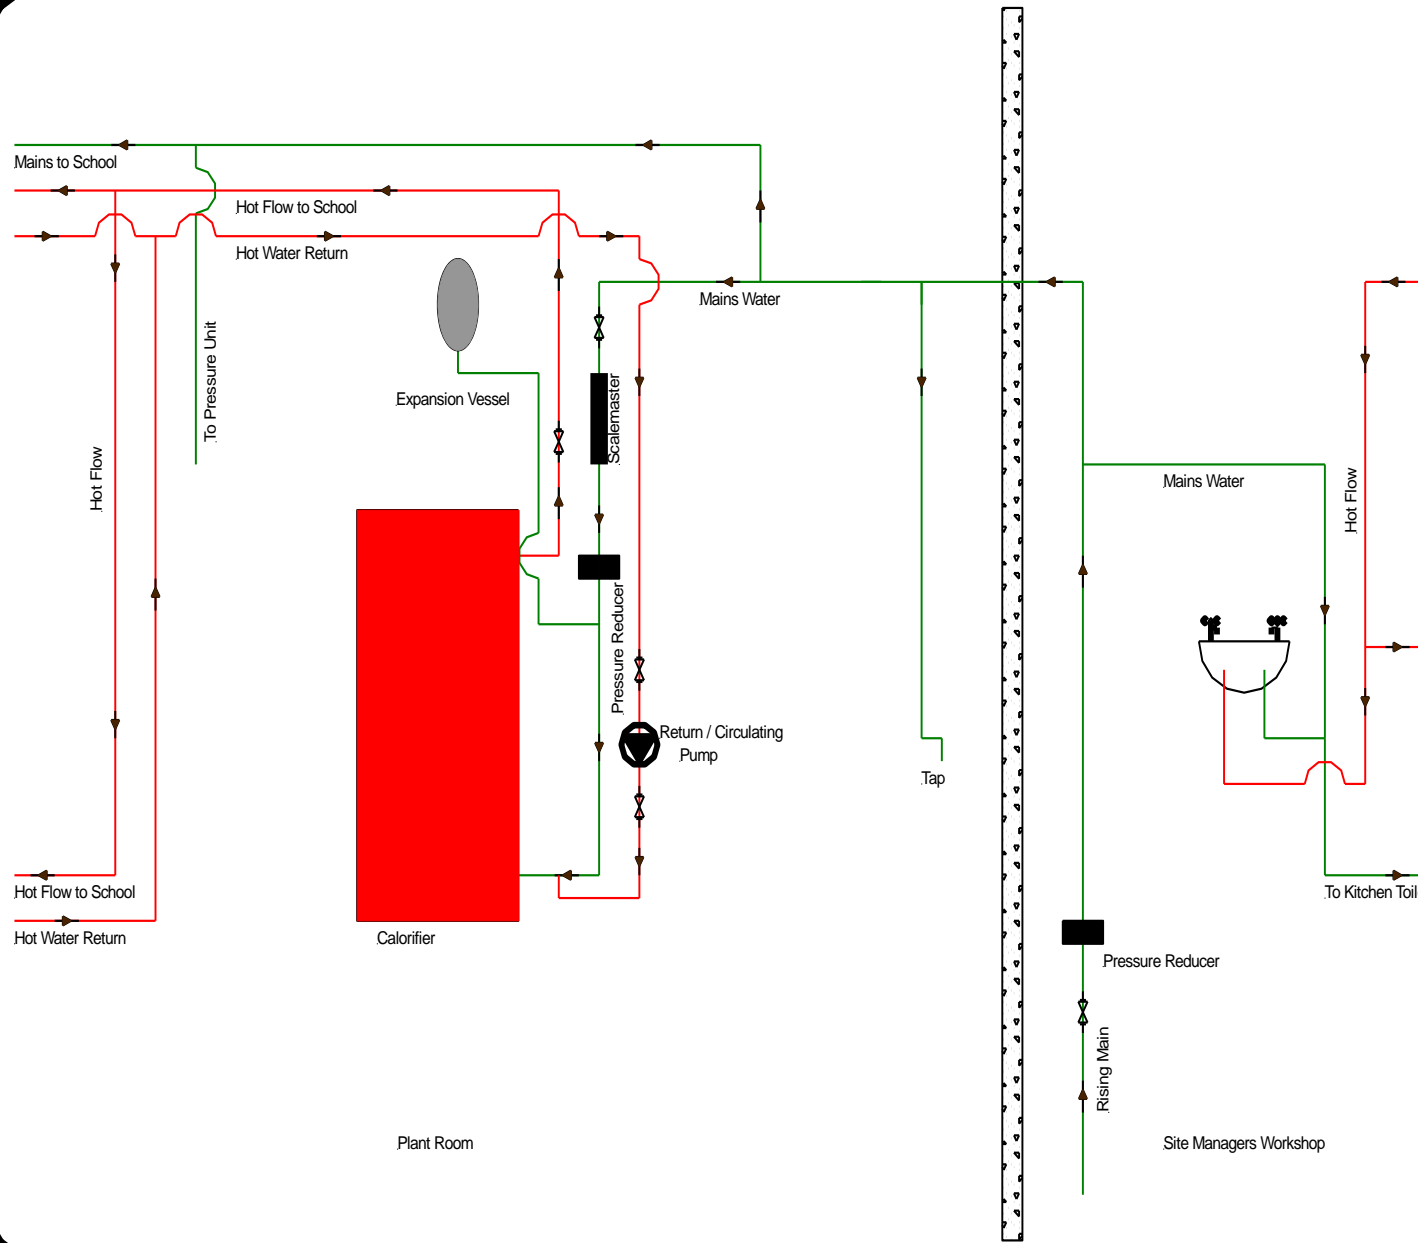 Mains to School
Hot Flow to School
Hot Water Return
Mains Water
To Pressure Unit
Expansion Vessel
Scalemaster
Hot Flow
Mains Water
Hot Flow
Pressure Reducer
Return / Circulating
Pump
Tap
Hot Flow to School
To Kitchen Toil
Hot Water Return
Calorifier
Pressure Reducer
Rising Main
Plant Room
Site Managers Workshop